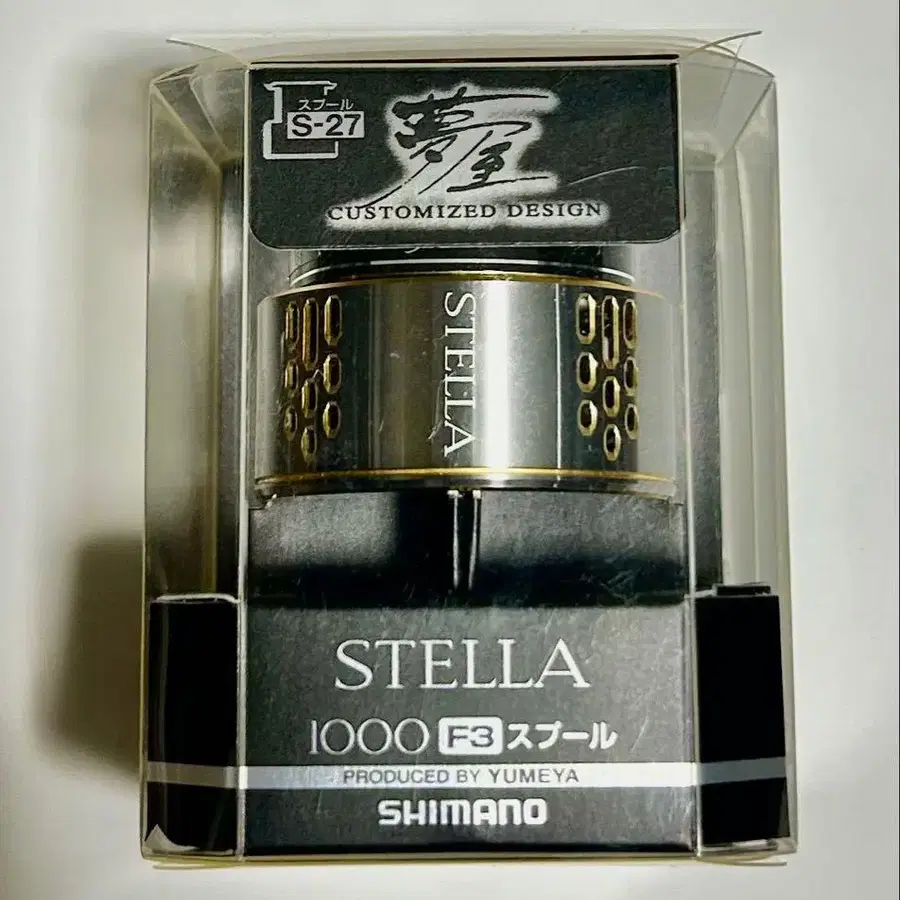 スプール
S-27
夢屋
CUSTOMIZED DESIGN
STELLA
STELLA
1000 F3 スプール
PRODUCED BY YUMEYA
SHIMANO